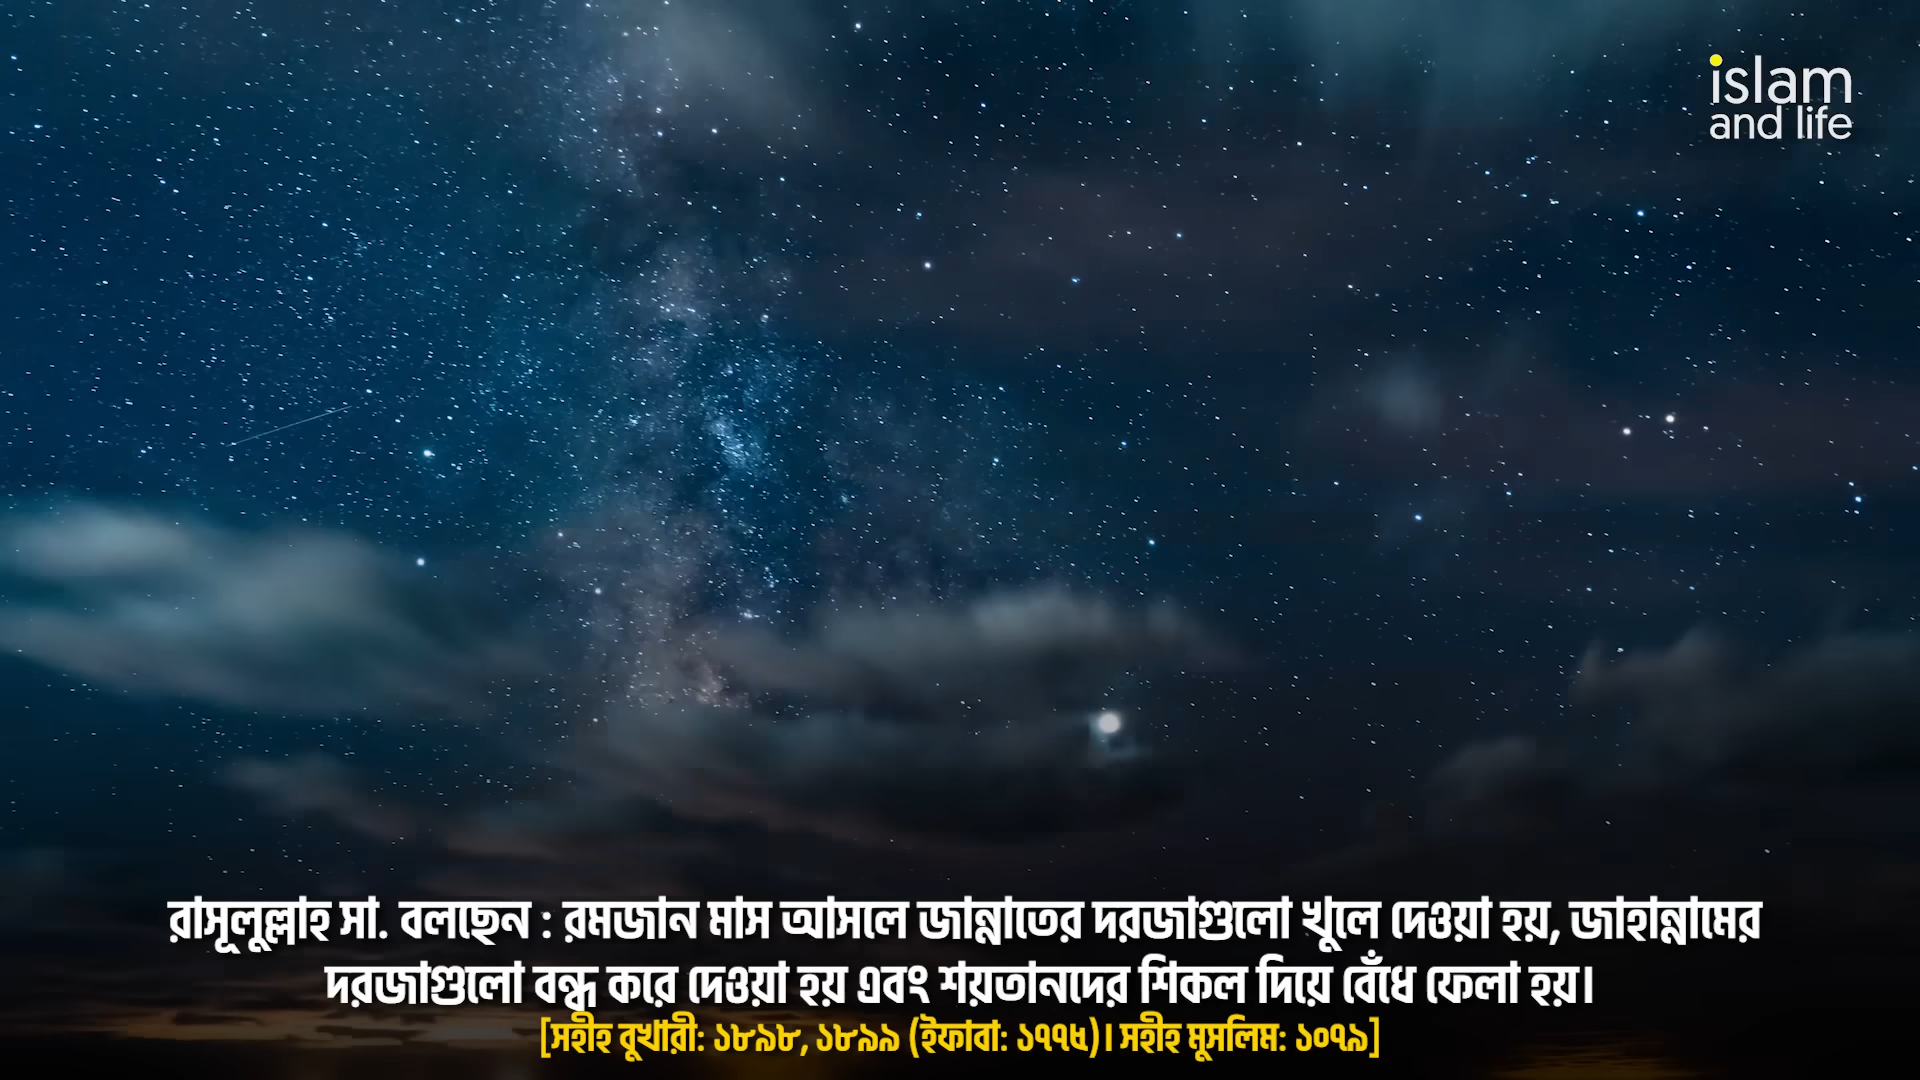 islam
and life
রাসূলুল্লাহ সা. বলছেন : রমজান মাস আসলে জান্নাতের দরজাগুলো খুলে দেওয়া হয়, জাহান্নামের
দরজাগুলো বন্ধ করে দেওয়া হয় এবং শয়তানদের শিকল দিয়ে বেঁধে ফেলা হয়।
[সহীহ বুখারী: ১৮৯৮, ১৮৯৯ (ইফাবা: ১৭৭৫)। সহীহ মুসলিম: ১০৭৯]